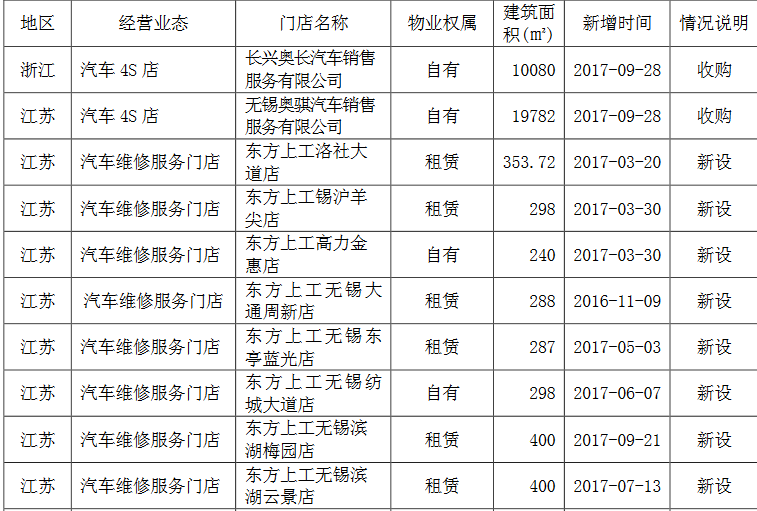 地区 经营业态 门店名称 物业权属 建筑面积(㎡) 新增时间 情况说明
浙江 汽车 4S 店 长兴奥长汽车销售服务有限公司 自有 10080 2017-09-28 收购
江苏 汽车 4S 店 无锡奥骐汽车销售服务有限公司 自有 19782 2017-09-28 收购
江苏 汽车维修服务门店 东方上工洛社大道店 租赁 353.72 2017-03-20 新设
江苏 汽车维修服务门店 东方上工锡沪羊尖店 租赁 298 2017-03-30 新设
江苏 汽车维修服务门店 东方上工高力金惠店 自有 240 2017-03-30 新设
江苏 汽车维修服务门店 东方上工无锡大通周新店 租赁 288 2016-11-09 新设
江苏 汽车维修服务门店 东方上工无锡东亭蓝光店 租赁 287 2017-05-03 新设
江苏 汽车维修服务门店 东方上工无锡纺城大道店 自有 298 2017-06-07 新设
江苏 汽车维修服务门店 东方上工无锡滨湖梅园店 租赁 400 2017-09-21 新设
江苏 汽车维修服务门店 东方上工无锡滨湖云景店 租赁 400 2017-07-13 新设